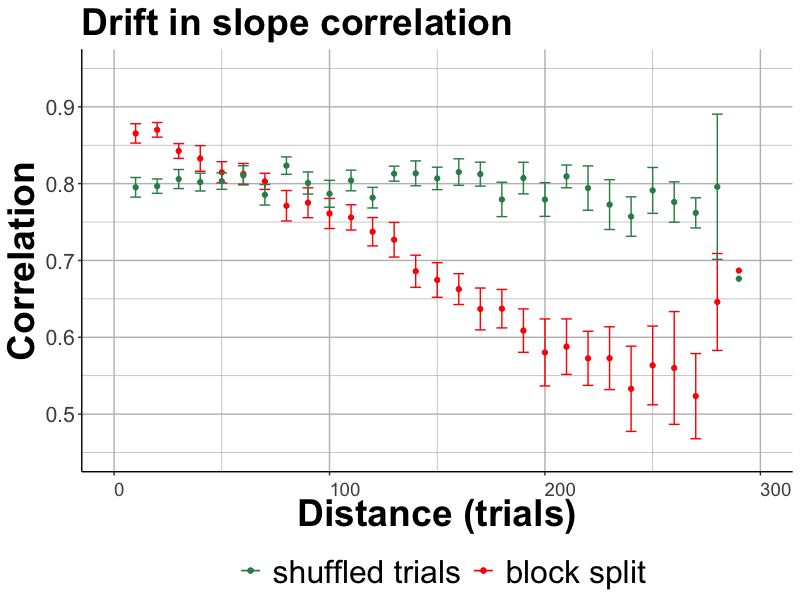 Drift in slope correlation
Correlation
0.9
0.8
0.7
0.6
0.5
0 100 200 300
Distance (trials)
shuffled trials block split